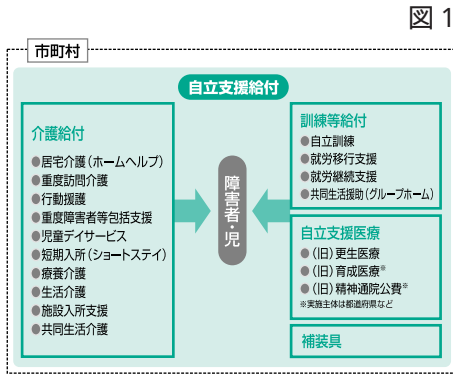 図 1
市町村
自立支援給付
介護給付
●居宅介護（ホームヘルプ）
●重度訪問介護
●行動援護
●重度障害者等包括支援
●児童デイサービス
●短期入所（ショートステイ）
●療養介護
●生活介護
●施設入所支援
●共同生活介護
障害者・児
訓練等給付
●自立訓練
●就労移行支援
●就労継続支援
●共同生活援助（グループホーム）
自立支援医療
●（旧）更生医療
●（旧）育成医療※
●（旧）精神通院公費※
※実施主体は都道府県など
補装具